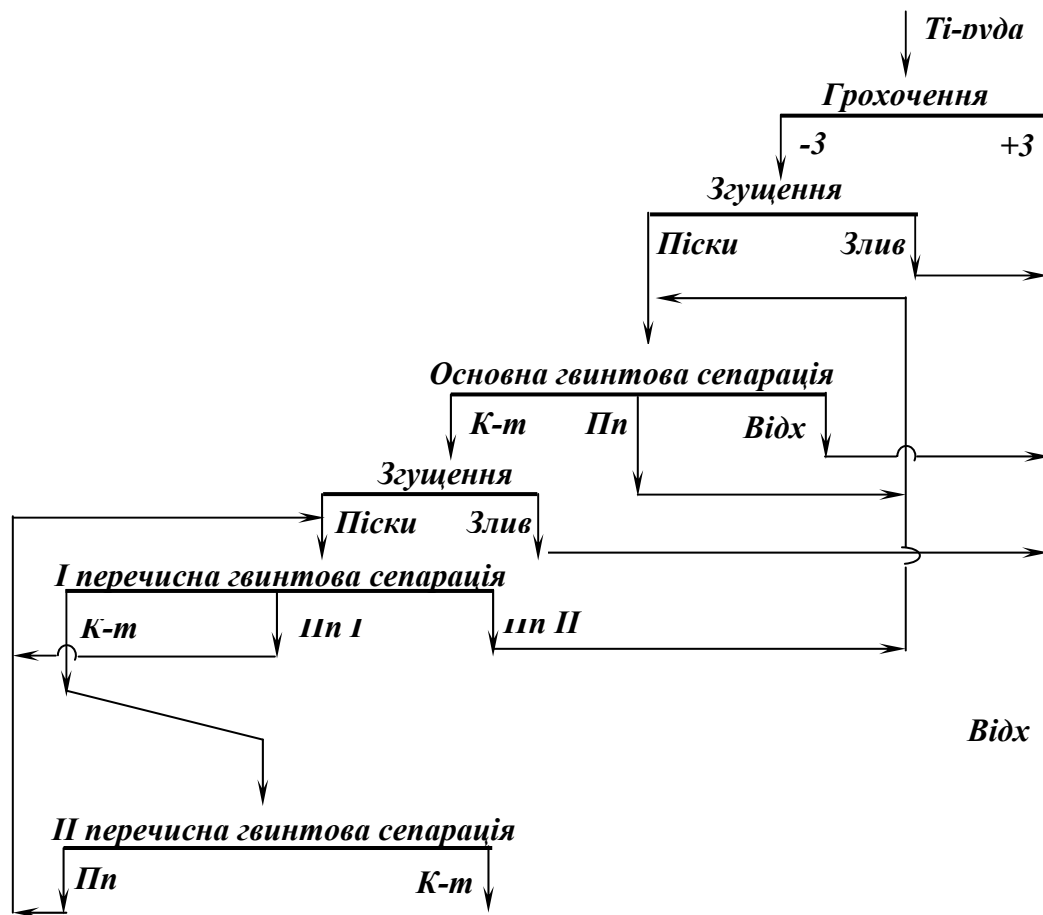 Ті-руда
Грохочення
-3 +3
Згущення
Піски Злив
Основна гвинтова сепарація
К-т Пп Відх
Згущення
Піски Злив
І перечисна гвинтова сепарація
К-т Пп І Пп ІІ
Відх
ІІ перечисна гвинтова сепарація
Пп К-т